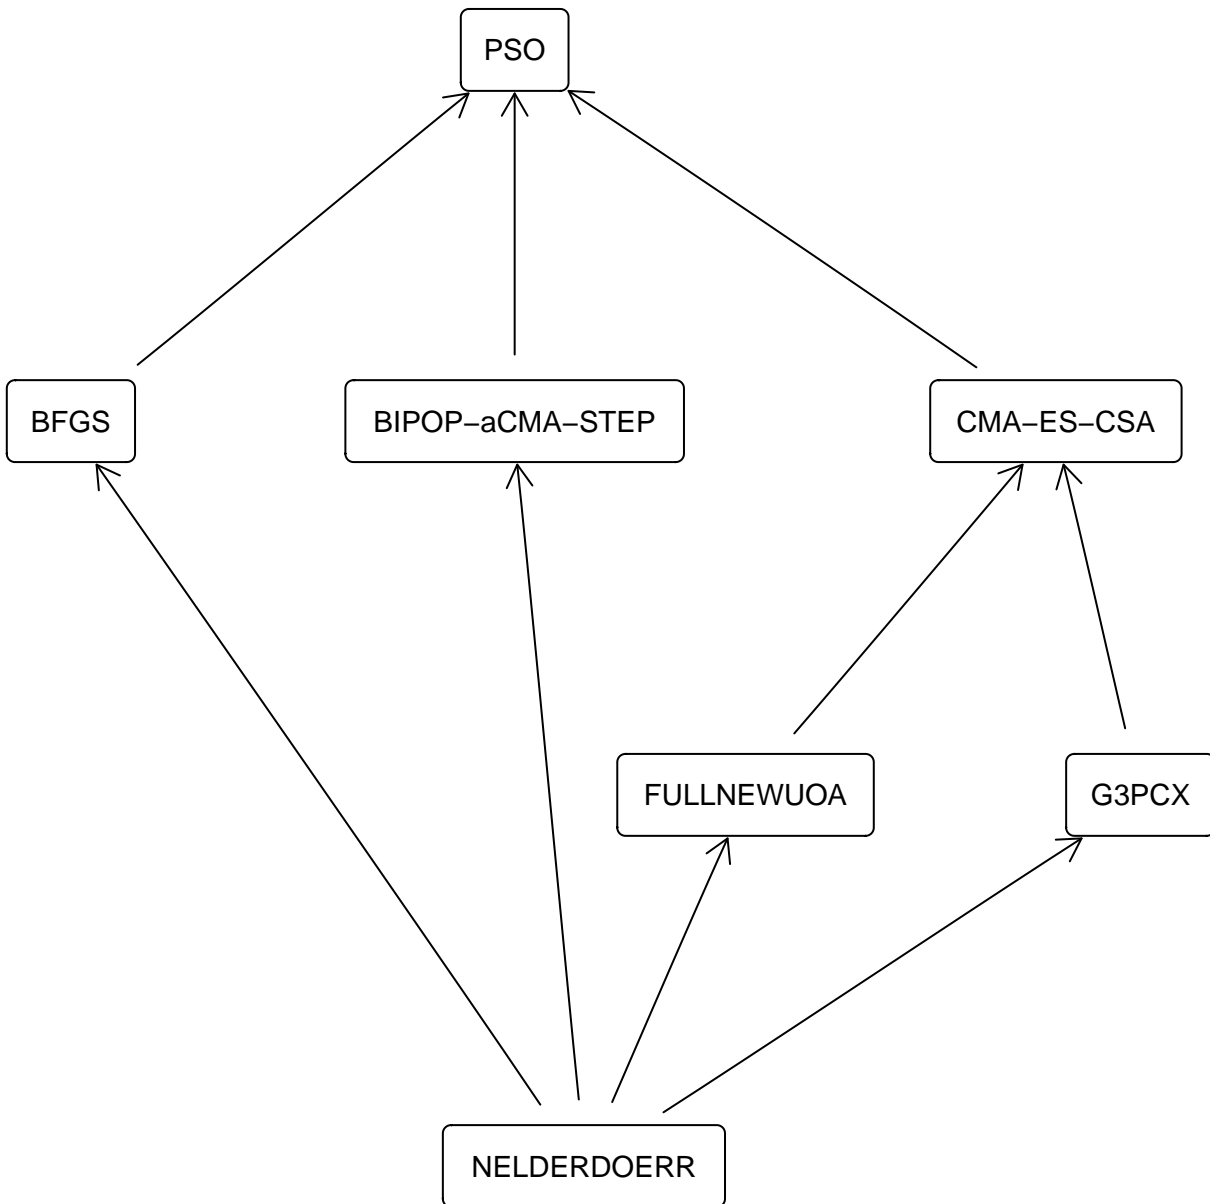 PSO
BFGS
BIPOP−aCMA−STEP
CMA−ES−CSA
FULLNEWUOA
G3PCX
NELDERDOERR